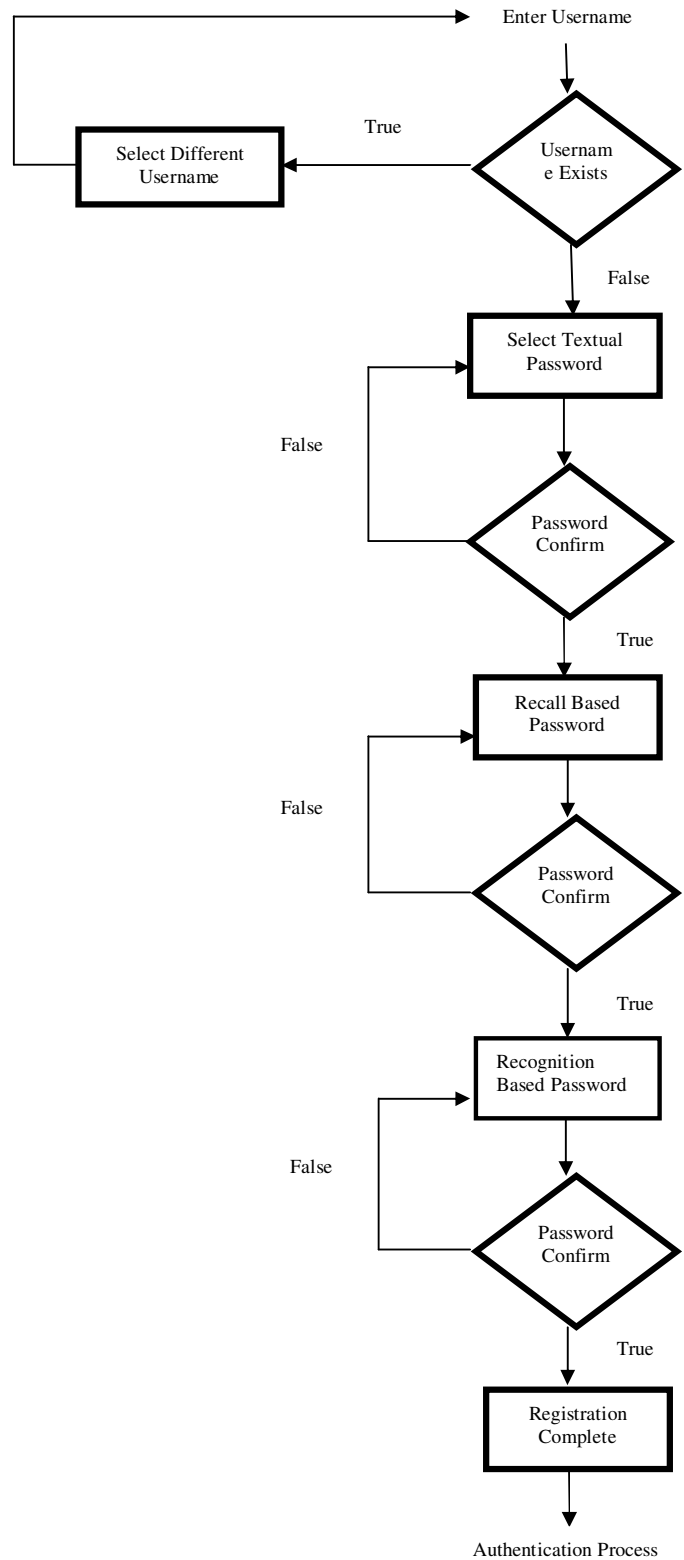 Enter Username
True
Select Different
Username
Usernam
e Exists
False
Select Textual
Password
False
Password
Confirm
True
Recall Based
Password
False
Password
Confirm
True
Recognition
Based Password
False
Password
Confirm
True
Registration
Complete
Authentication Process